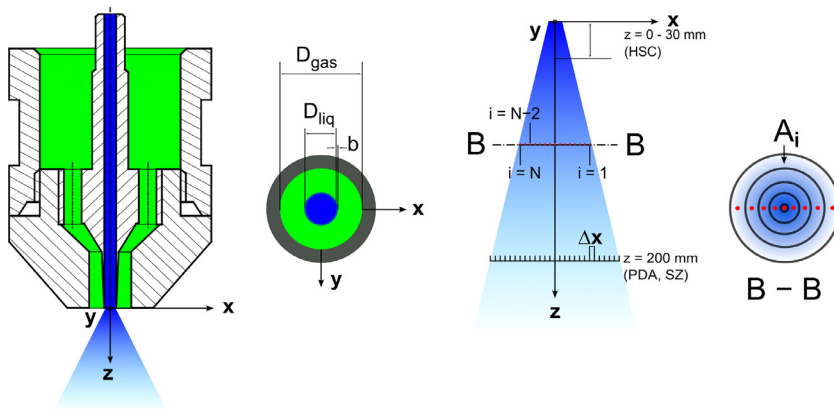 y
x
z
D_gas
D_liq
b
x
y
x
y
z = 0 - 30 mm
(HSC)
i = N-2
B
B
i = N
i = 1
Δx
z = 200 mm
(PDA, SZ)
z
A_i
B – B